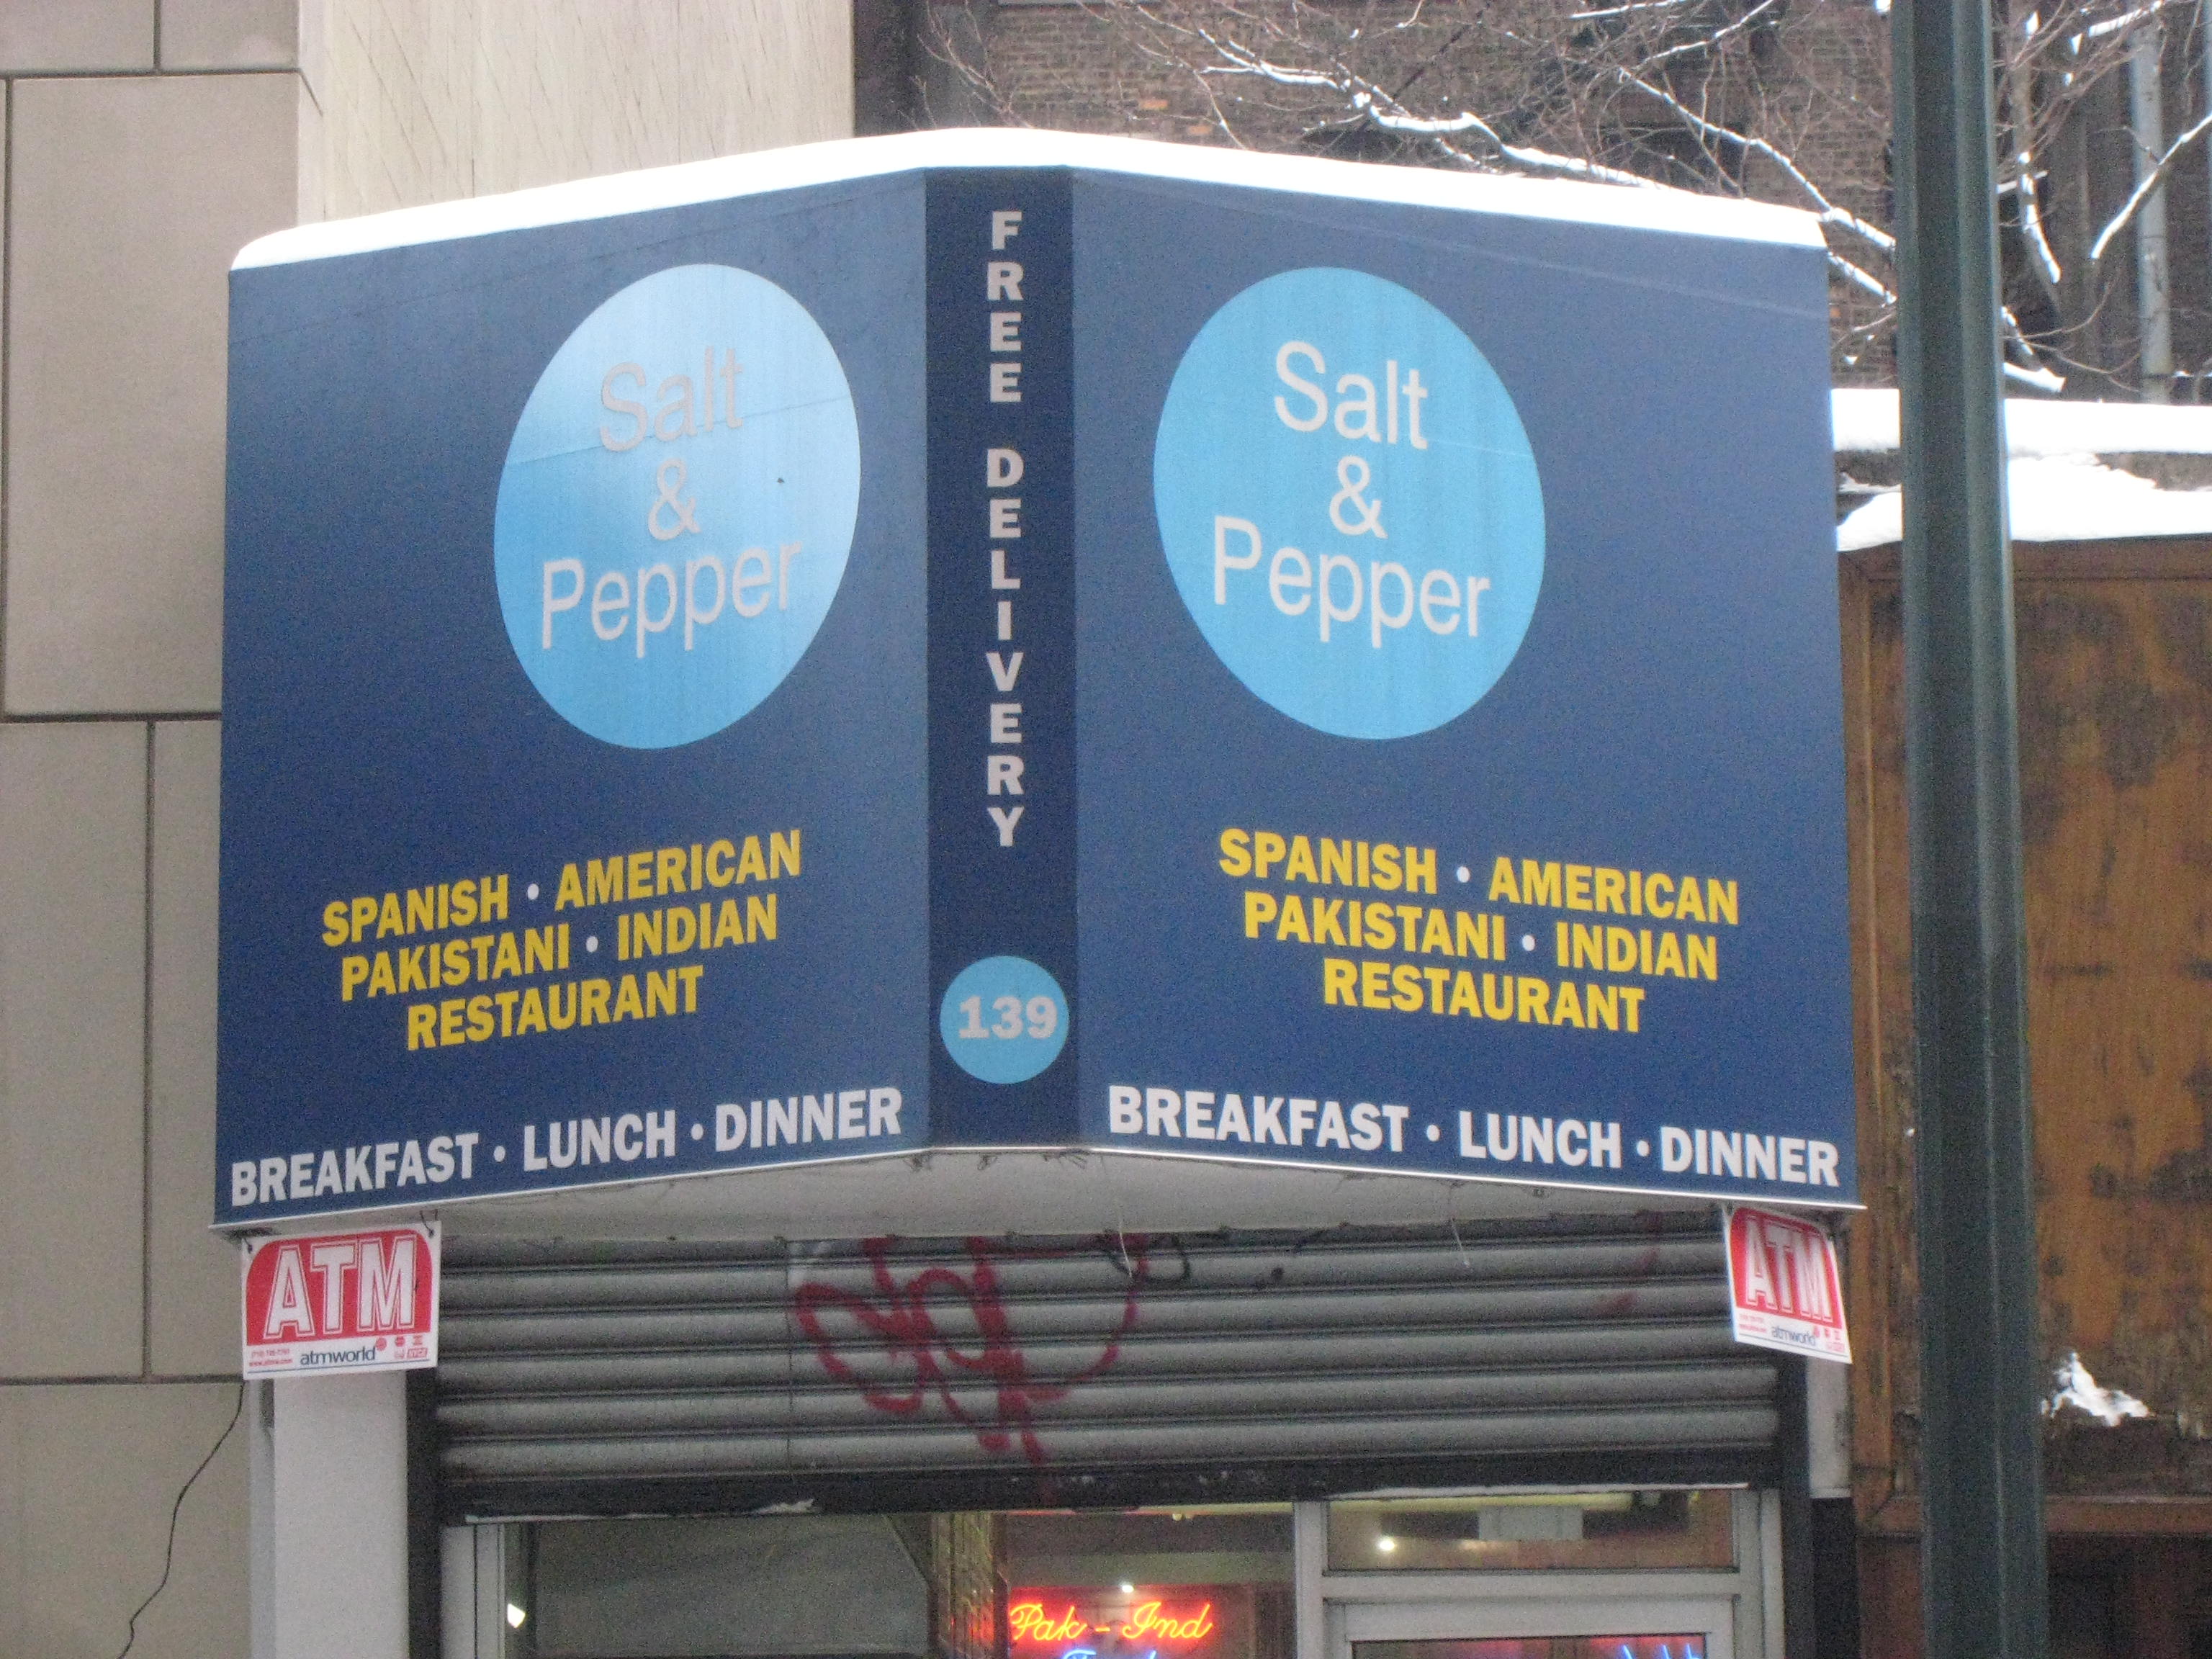 Salt
&
Pepper
SPANISH • AMERICAN
PAKISTANI • INDIAN
RESTAURANT
BREAKFAST • LUNCH • DINNER
FREE DELIVERY
139
Salt
&
Pepper
SPANISH • AMERICAN
PAKISTANI • INDIAN
RESTAURANT
BREAKFAST • LUNCH • DINNER
ATM
atmworld
ATM
atmworld
Pak - Ind